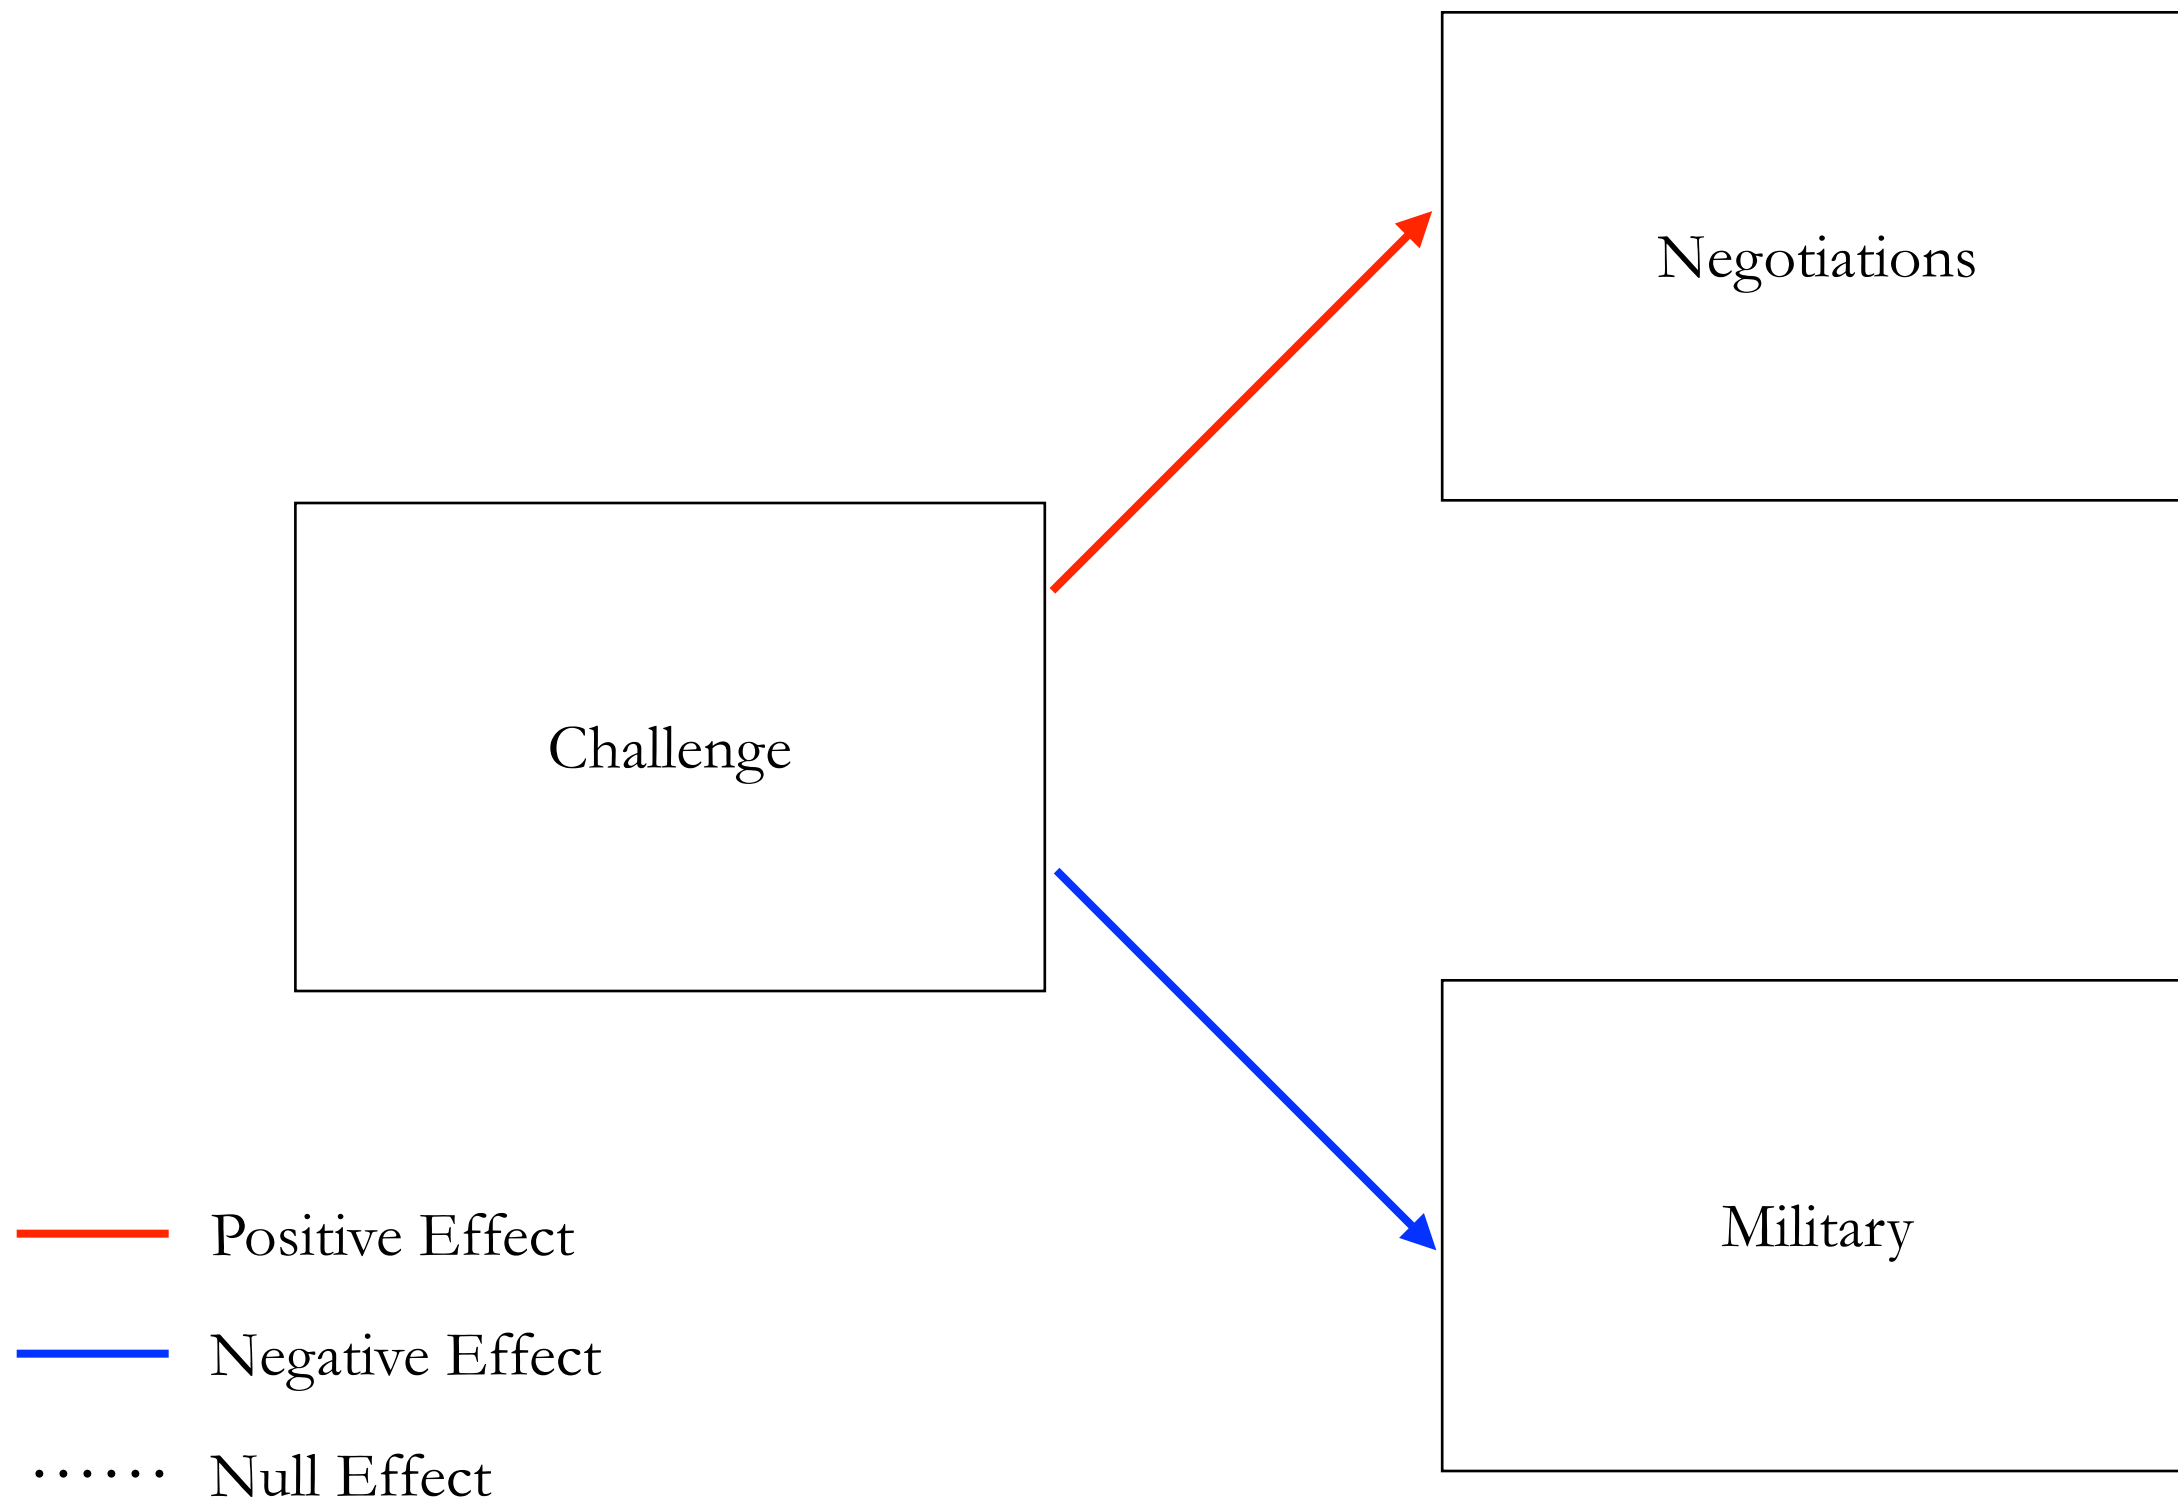 Negotiations
Challenge
Military
Positive Effect
Negative Effect
Null Effect